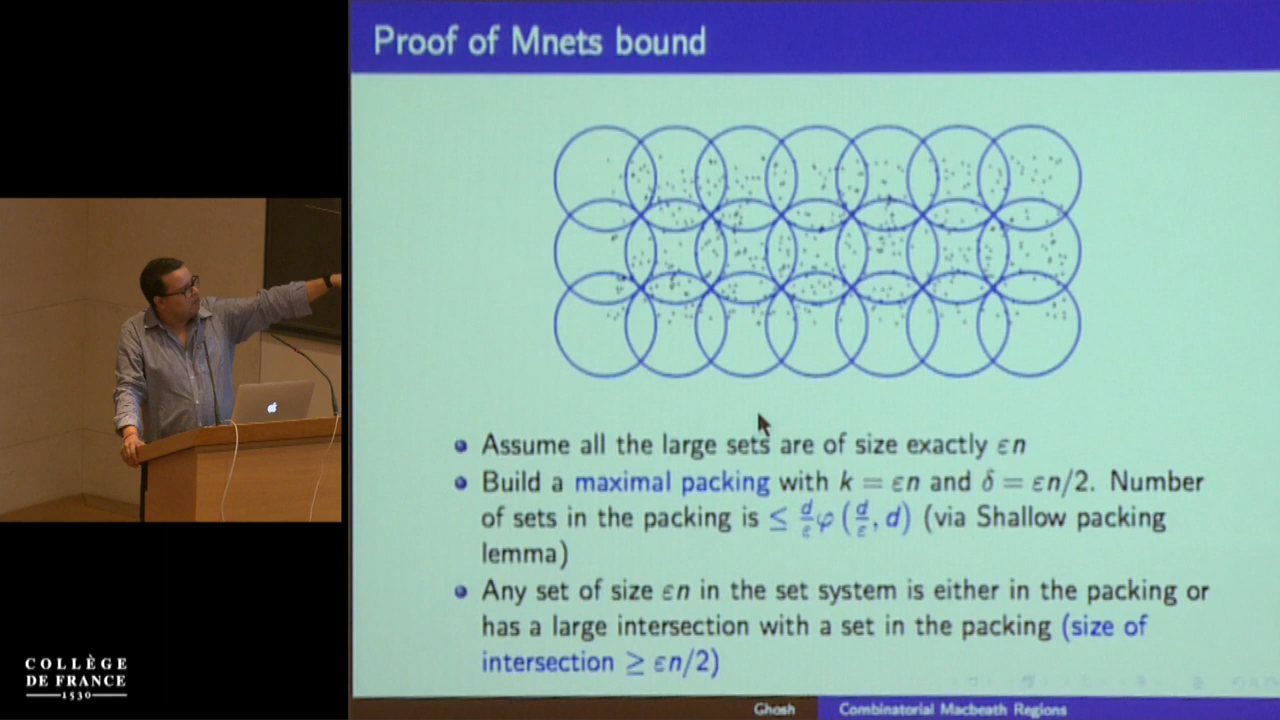 Proof of Mnets bound
Assume all the large sets are of size exactly εn
Build a maximal packing with k = εn and δ = εn/2. Number
of sets in the packing is ≤ d/ε φ (d/ε, d) (via Shallow packing
lemma)
Any set of size εn in the set system is either in the packing or
has a large intersection with a set in the packing (size of
intersection ≥ εn/2)
Ghosh
Combinatorial Macbeath Regions
COLLÈGE
DE FRANCE
1530